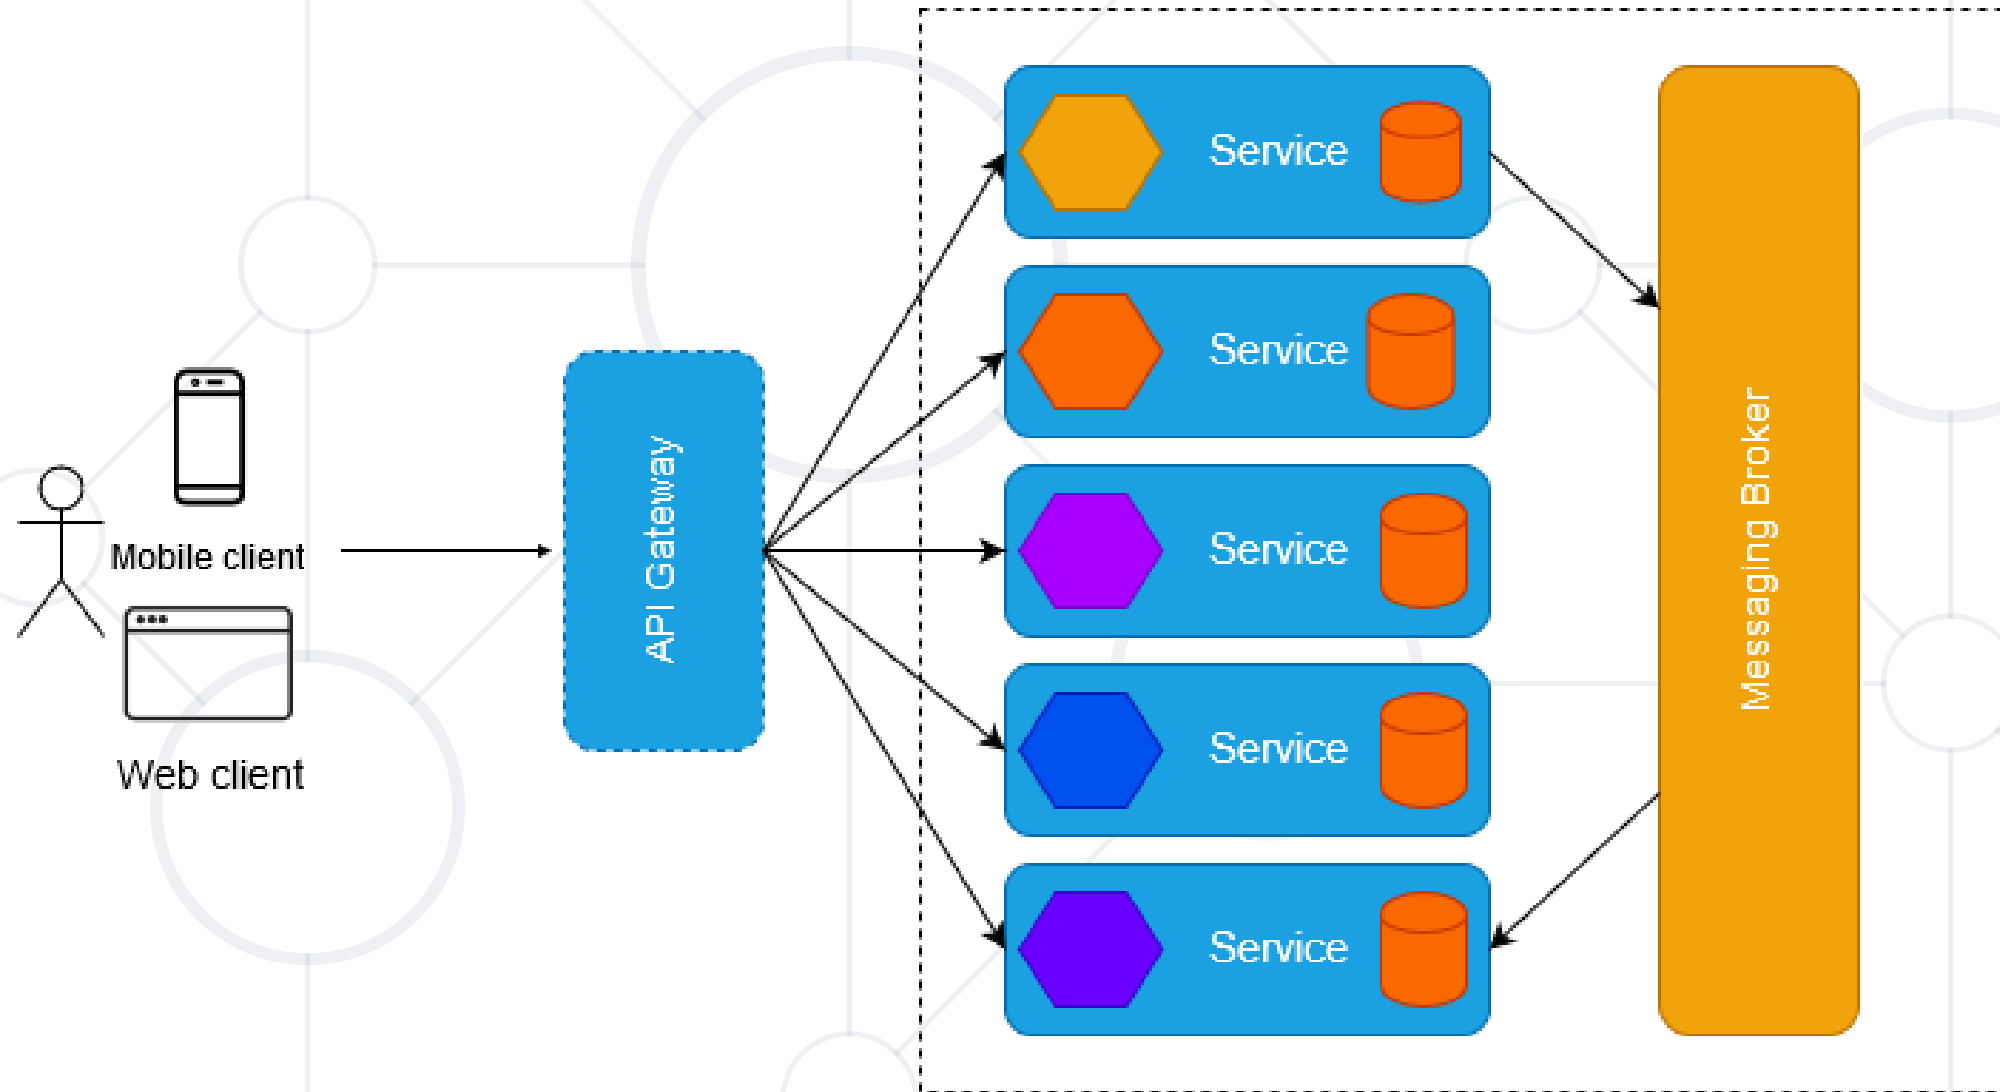 Mobile client
Web client
API Gateway
Service
Service
Service
Service
Service
Messaging Broker